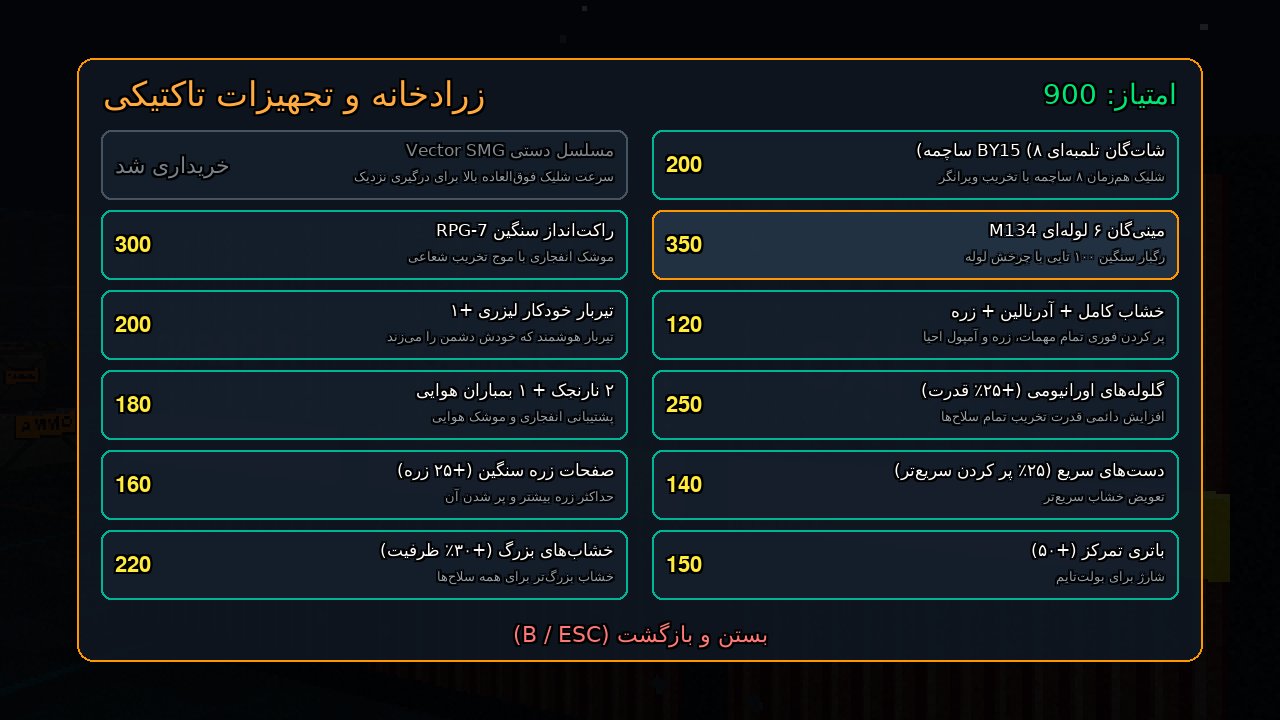 امتیاز: 900
زرادخانه و تجهیزات تاکتیکی
شات‌گان تلمبه‌ای BY15 (۸ ساچمه)
شلیک هم‌زمان ۸ ساچمه با تخریب ویرانگر
200
مسلسل دستی Vector SMG
سرعت شلیک فوق‌العاده بالا برای درگیری نزدیک
خریداری شد
مینی‌گان ۶ لوله‌ای M134
رگبار سنگین ۱۰۰ تایی با چرخش لوله
350
راکت‌انداز سنگین RPG-7
موشک انفجاری با موج تخریب شعاعی
300
خشاب کامل + آدرنالین + زره
پر کردن فوری تمام مهمات، زره و آمپول احیا
120
تیربار خودکار لیزری +۱
تیربار هوشمند که خودش دشمن را می‌زند
200
گلوله‌های اورانیومی (+۲۵٪ قدرت)
افزایش دائمی قدرت تخریب تمام سلاح‌ها
250
۲ نارنجک + ۱ بمباران هوایی
پشتیبانی انفجاری و موشک هوایی
180
دست‌های سریع (۲۵٪ پر کردن سریع‌تر)
تعویض خشاب سریع‌تر
140
صفحات زره سنگین (+۲۵ زره)
حداکثر زره بیشتر و پر شدن آن
160
باتری تمرکز (+۵۰)
شارژ برای بولت‌تایم
150
خشاب‌های بزرگ (+۳۰٪ ظرفیت)
خشاب بزرگ‌تر برای همه سلاح‌ها
220
بستن و بازگشت (B / ESC)